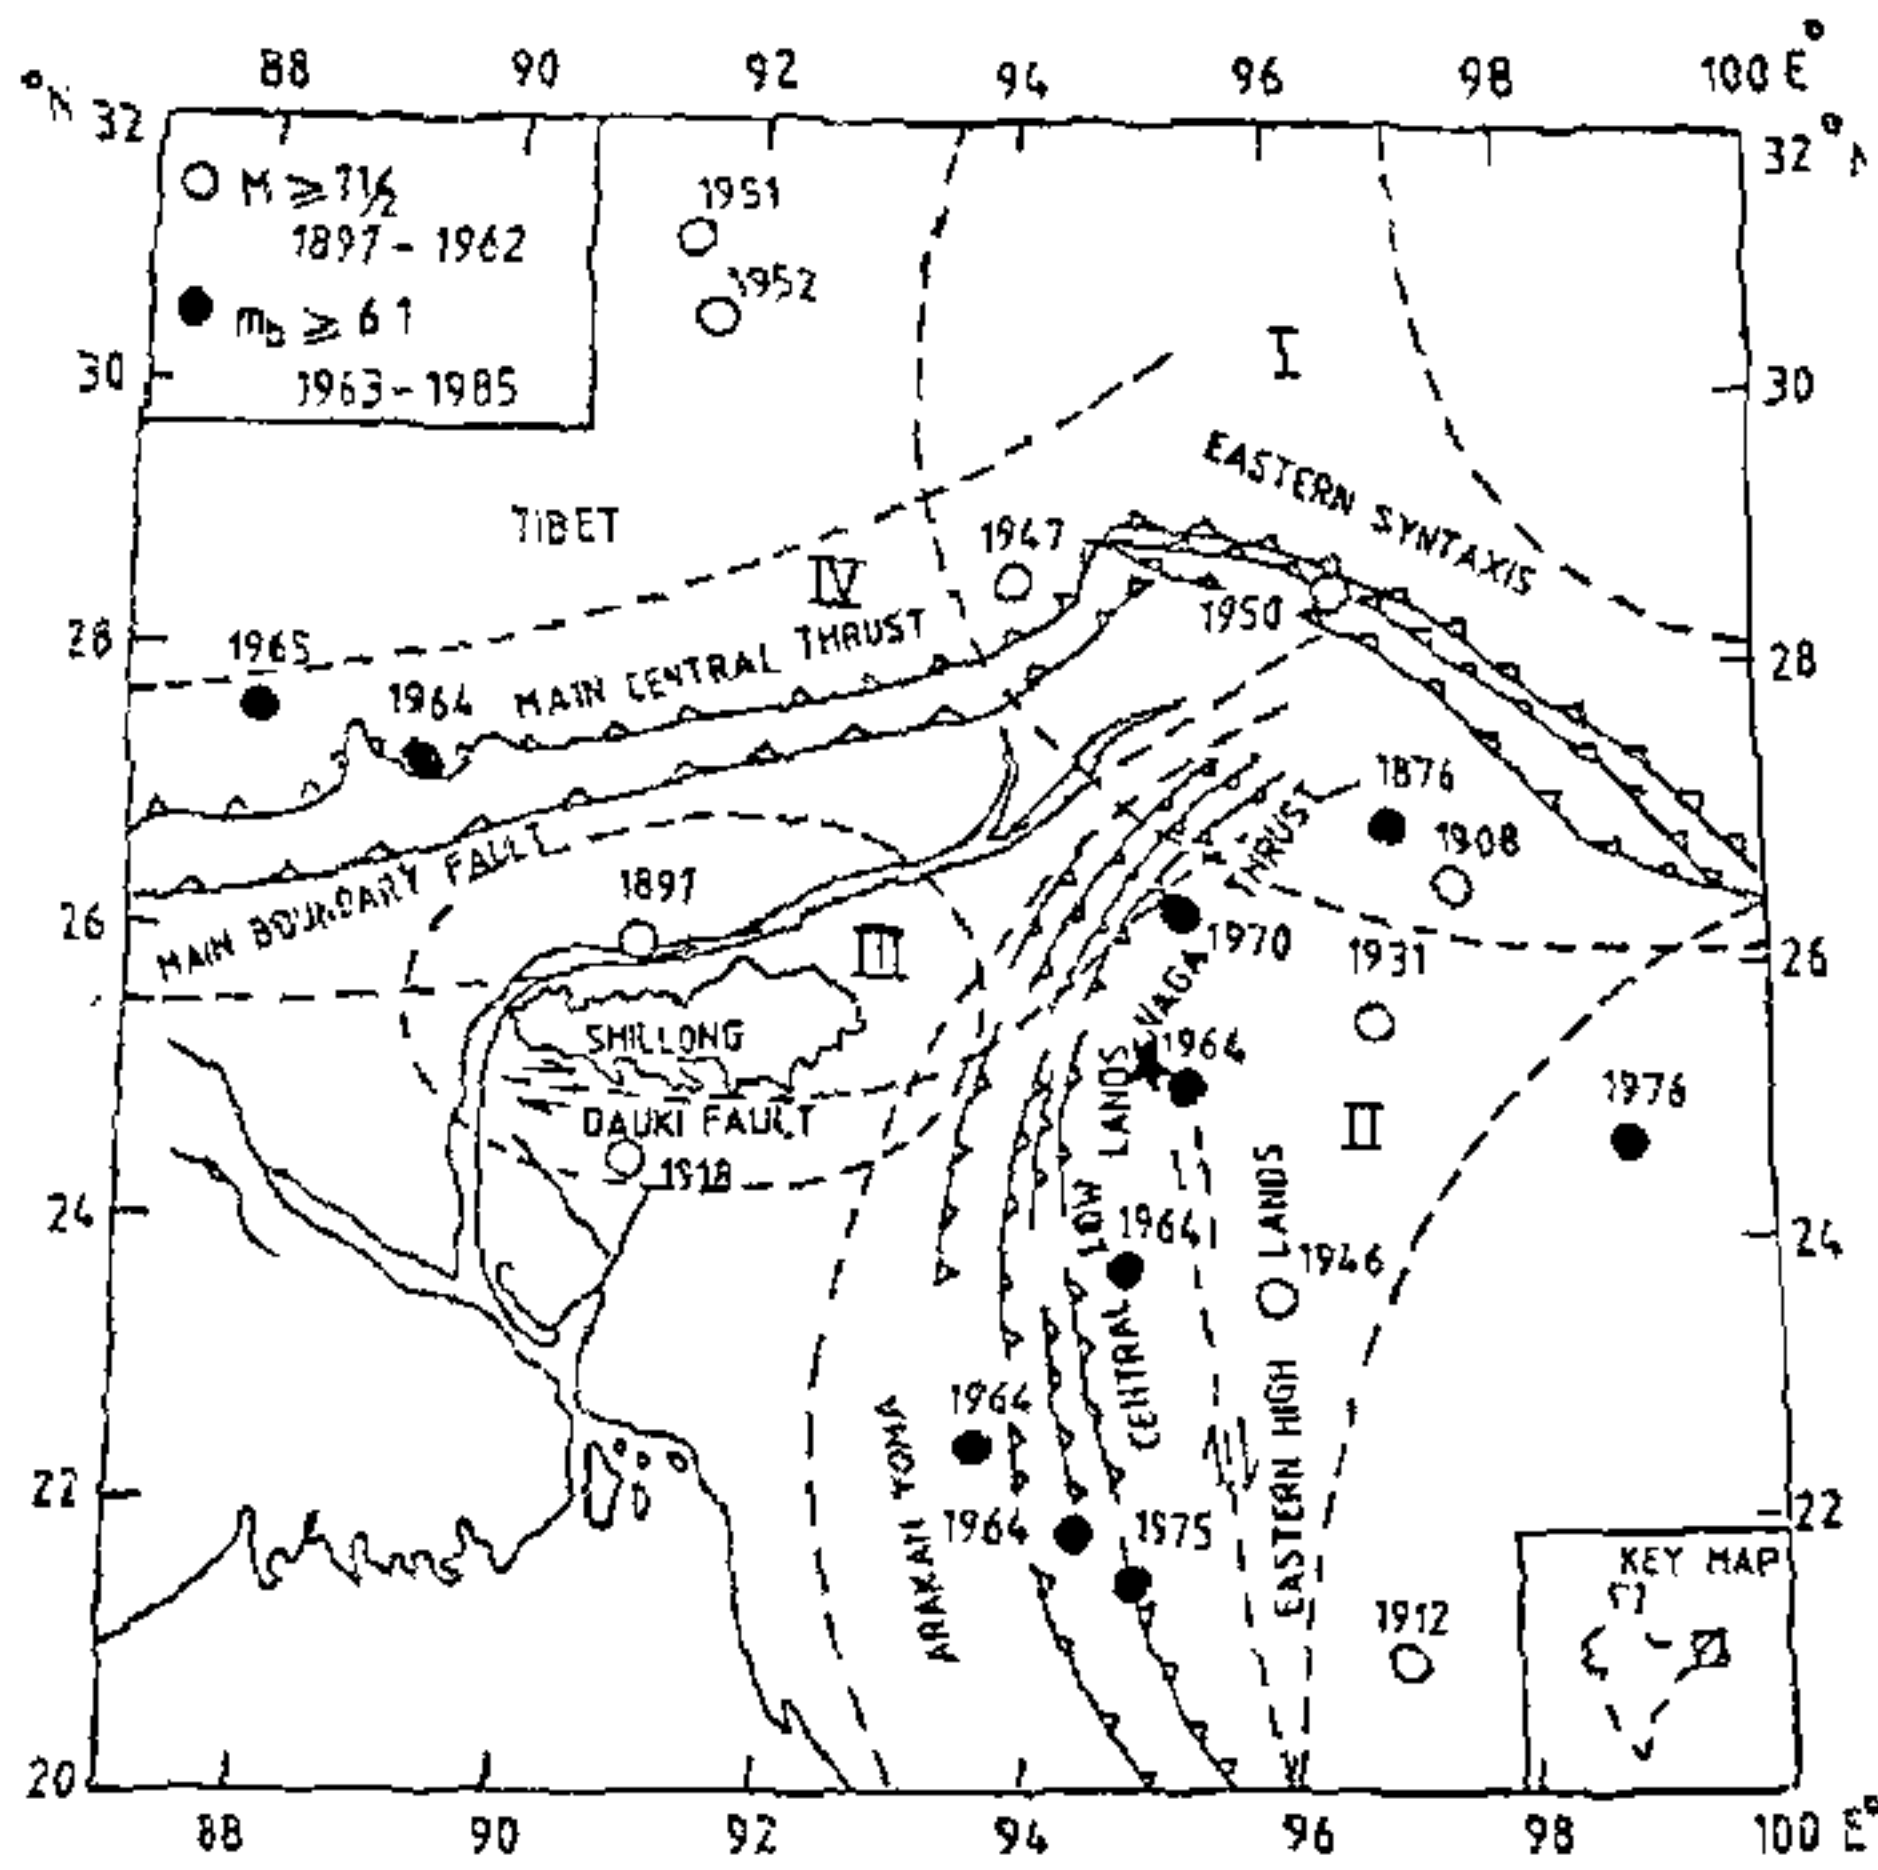 88 90 92 94 96 98 100 E°
°N 32
32° N
M ≥ 7½
1897 - 1962
mb ≥ 6 1
1963 - 1985
1951
1952
30
30
I
EASTERN SYNTAXIS
TIBET
1947
IV
1950
28
28
1965
MAIN CENTRAL THRUST
1964
1876
1908
MAIN BOUNDARY FAULT
THRUST
1897
26
26
III
1970
1931
NAGA
SHILLONG
1964
DAUKI FAULT
1976
II
1918
24
24
1964
1946
CENTRAL LOW LANDS
EASTERN HIGH LANDS
1964
ARAKAN YOMA
22
22
1964
1975
KEY MAP
1912
20
88 90 92 94 96 98 100 E°